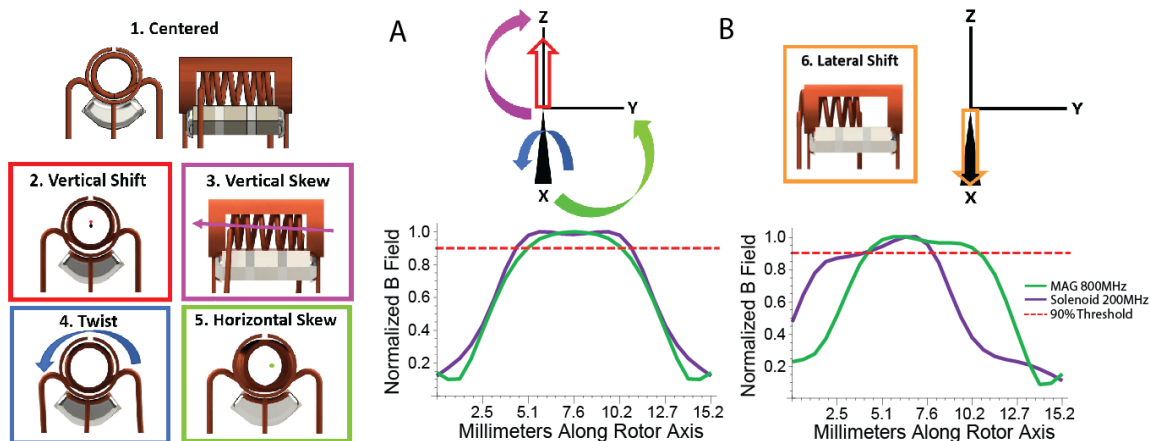 1. Centered
2. Vertical Shift
3. Vertical Skew
4. Twist
5. Horizontal Skew
A
Z
Y
X
Normalized B Field
1.0
0.8
0.6
0.4
0.2
2.5 5.1 7.6 10.2 12.7 15.2
Millimeters Along Rotor Axis
B
6. Lateral Shift
Z
Y
X
Normalized B Field
1.0
0.8
0.6
0.4
0.2
2.5 5.1 7.6 10.2 12.7 15.2
Millimeters Along Rotor Axis
MAG 800MHz
Solenoid 200MHz
90% Threshold